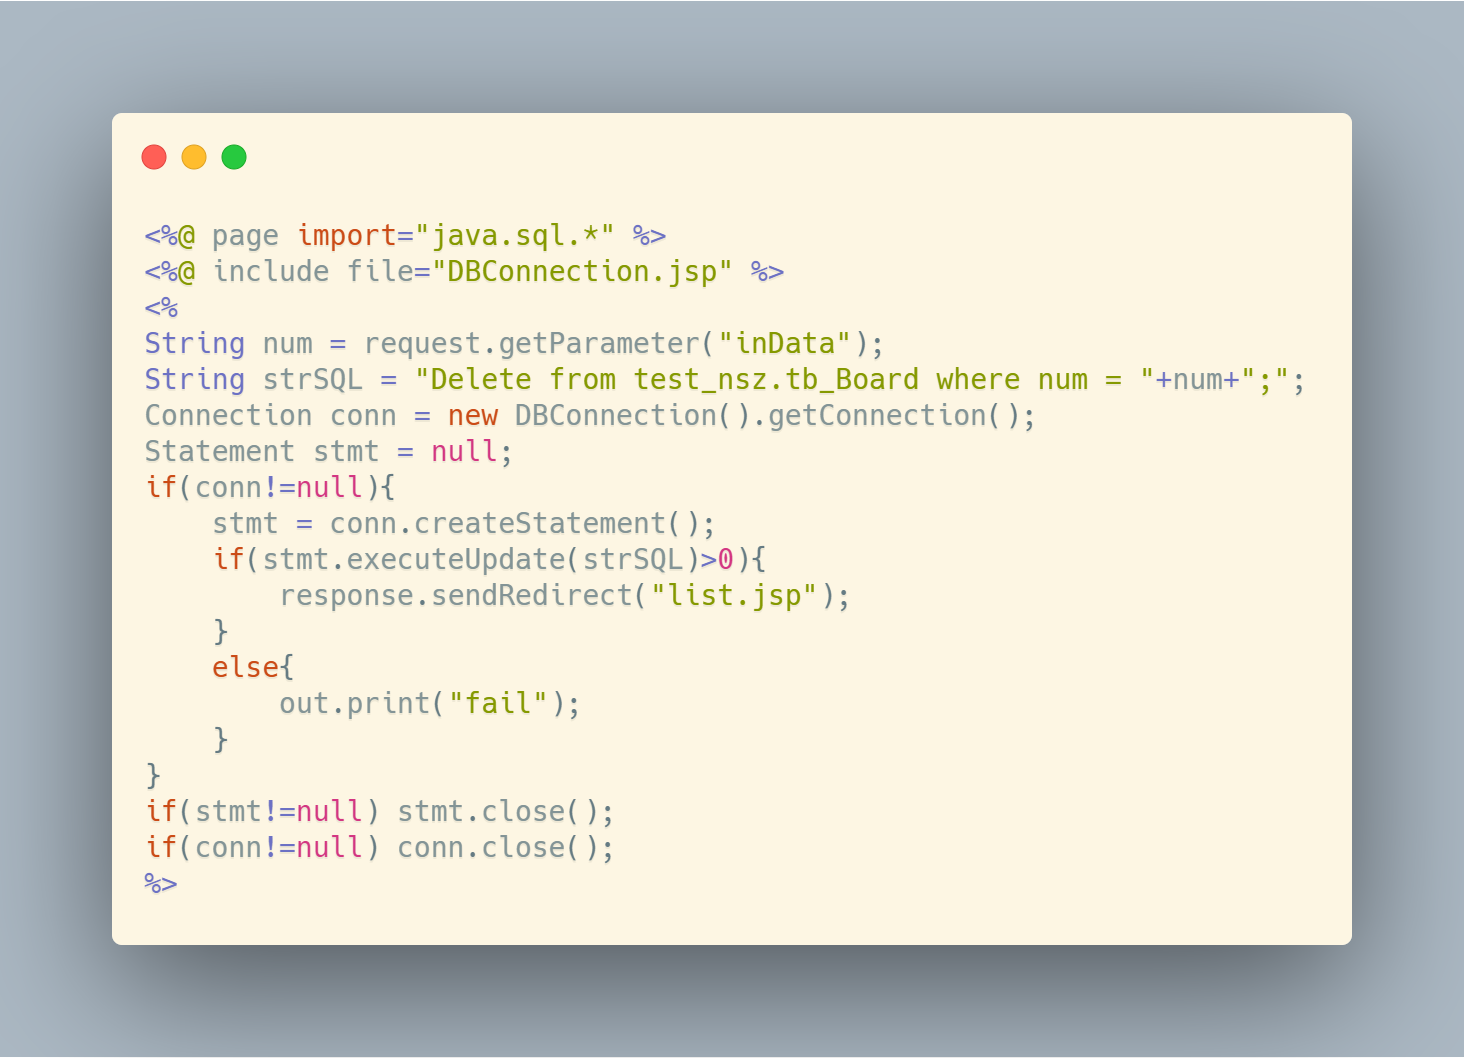 <%@ page import="java.sql.*" %>
<%@ include file="DBConnection.jsp" %>
<%
String num = request.getParameter("inData");
String strSQL = "Delete from test_nsz.tb_Board where num = "+num+";";
Connection conn = new DBConnection().getConnection();
Statement stmt = null;
if(conn!=null){
    stmt = conn.createStatement();
    if(stmt.executeUpdate(strSQL)>0){
        response.sendRedirect("list.jsp");
    }
    else{
        out.print("fail");
    }
}
if(stmt!=null) stmt.close();
if(conn!=null) conn.close();
%>